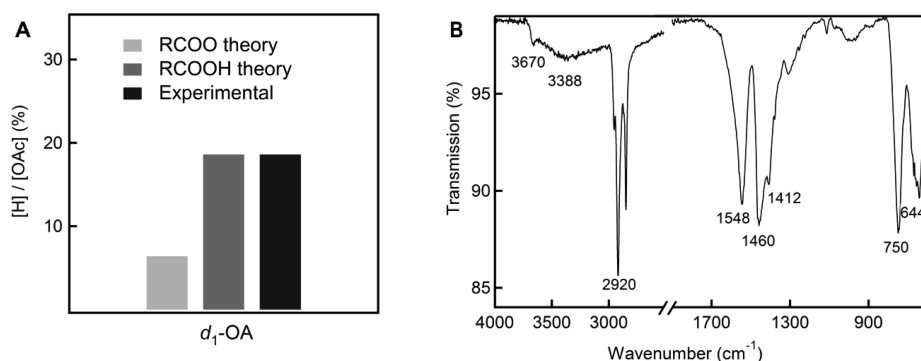 A
[H] / [OAc] (%)
30
20
10
RCOO theory
RCOOH theory
Experimental
d1-OA
B
Transmission (%)
95
90
85
3670
3388
2920
1548
1460
1412
750
644
4000 3500 3000 1700 1300 900
Wavenumber (cm⁻¹)